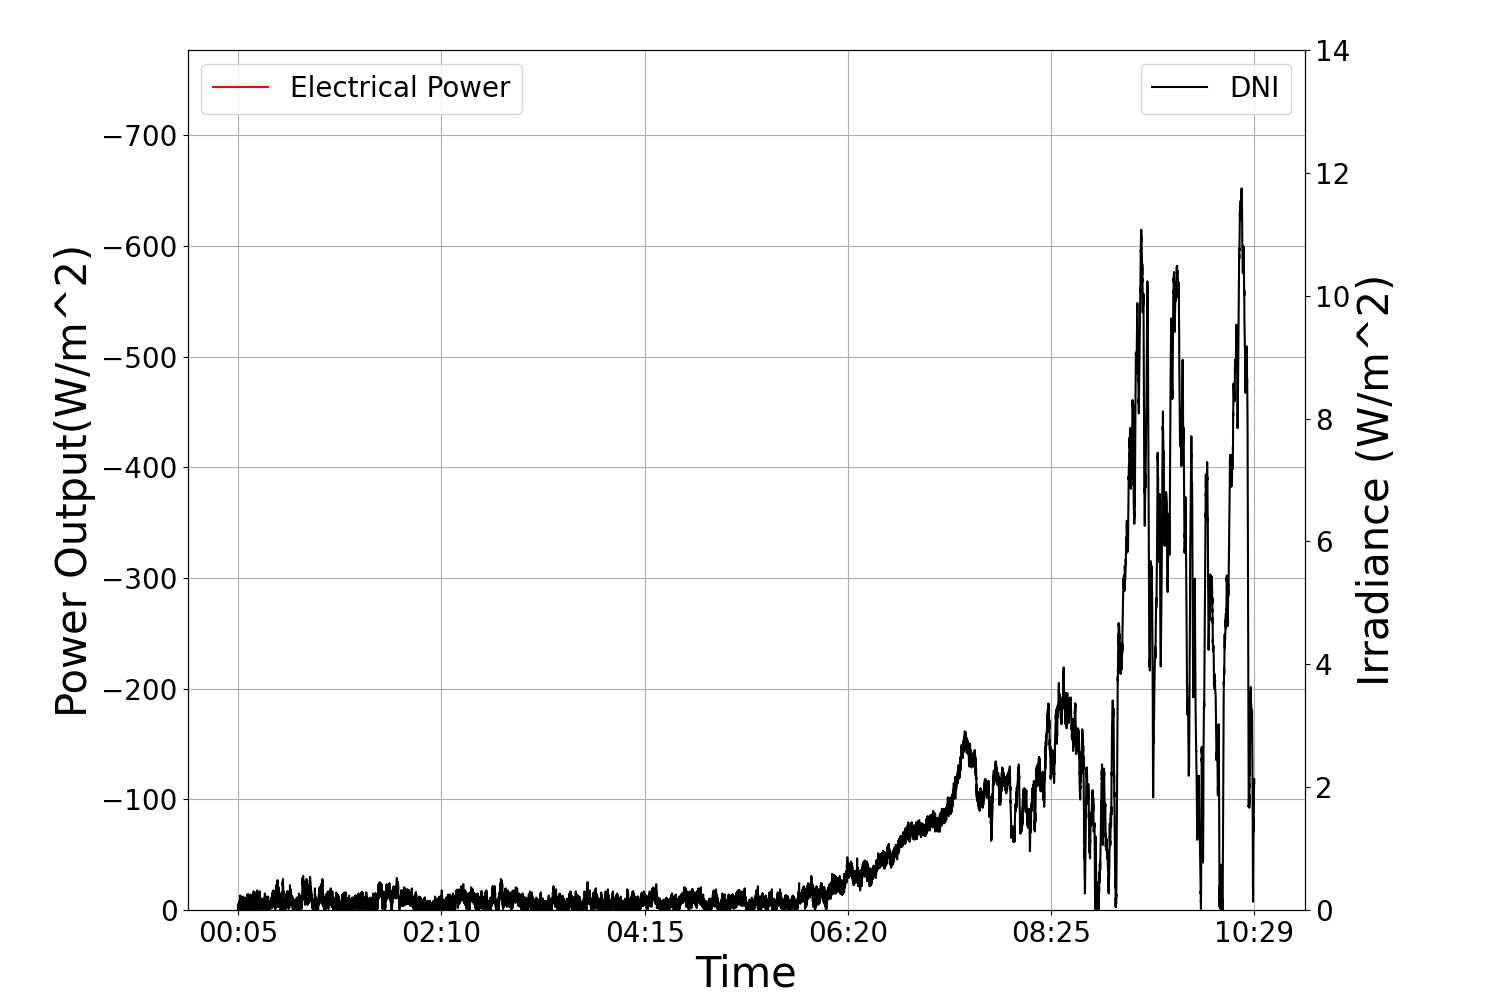 Electrical Power
DNI
Power Output(W/m^2)
−700
−600
−500
−400
−300
−200
−100
0
14
12
10
8
6
4
2
0
Irradiance (W/m^2)
00:05 02:10 04:15 06:20 08:25 10:29
Time